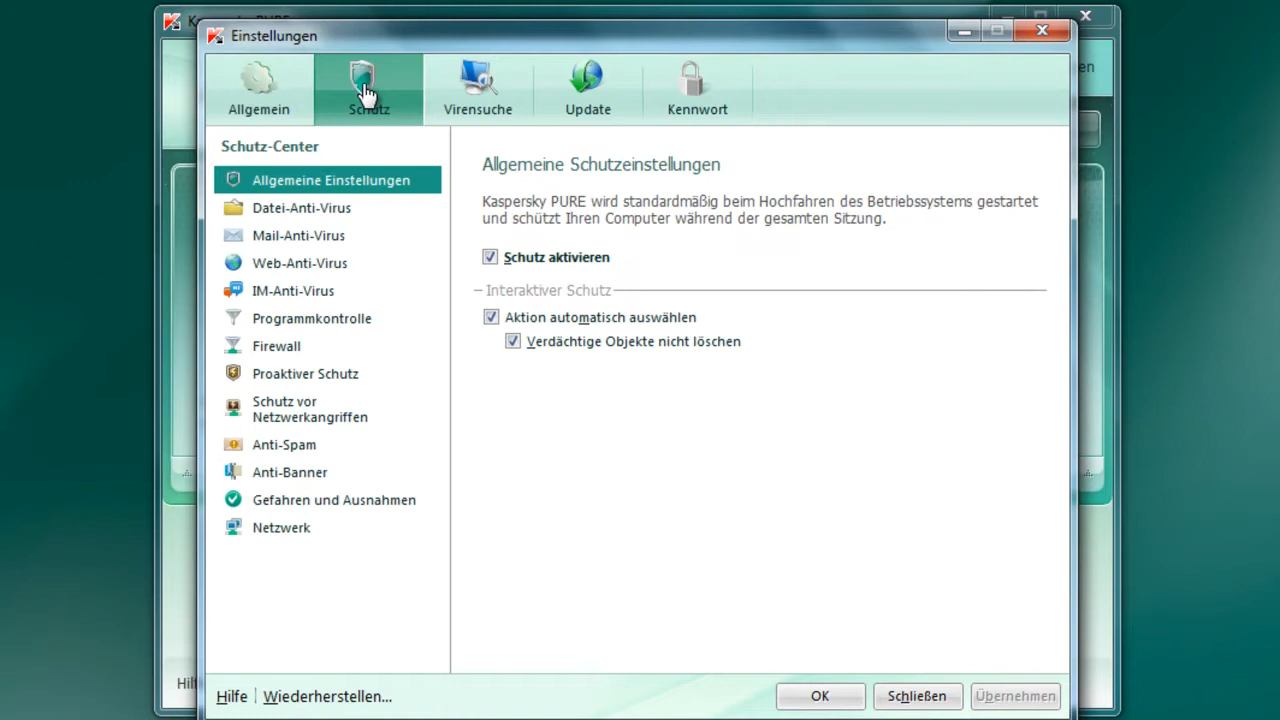 Einstellungen
Allgemein
Schutz
Virensuche
Update
Kennwort
Schutz-Center
Allgemeine Einstellungen
Datei-Anti-Virus
Mail-Anti-Virus
Web-Anti-Virus
IM-Anti-Virus
Programmkontrolle
Firewall
Proaktiver Schutz
Schutz vor
Netzwerkangriffen
Anti-Spam
Anti-Banner
Gefahren und Ausnahmen
Netzwerk
Allgemeine Schutzeinstellungen
Kaspersky PURE wird standardmäßig beim Hochfahren des Betriebssystems gestartet
und schützt Ihren Computer während der gesamten Sitzung.
Schutz aktivieren
Interaktiver Schutz
Aktion automatisch auswählen
Verdächtige Objekte nicht löschen
Hilfe
Wiederherstellen...
OK
Schließen
Übernehmen